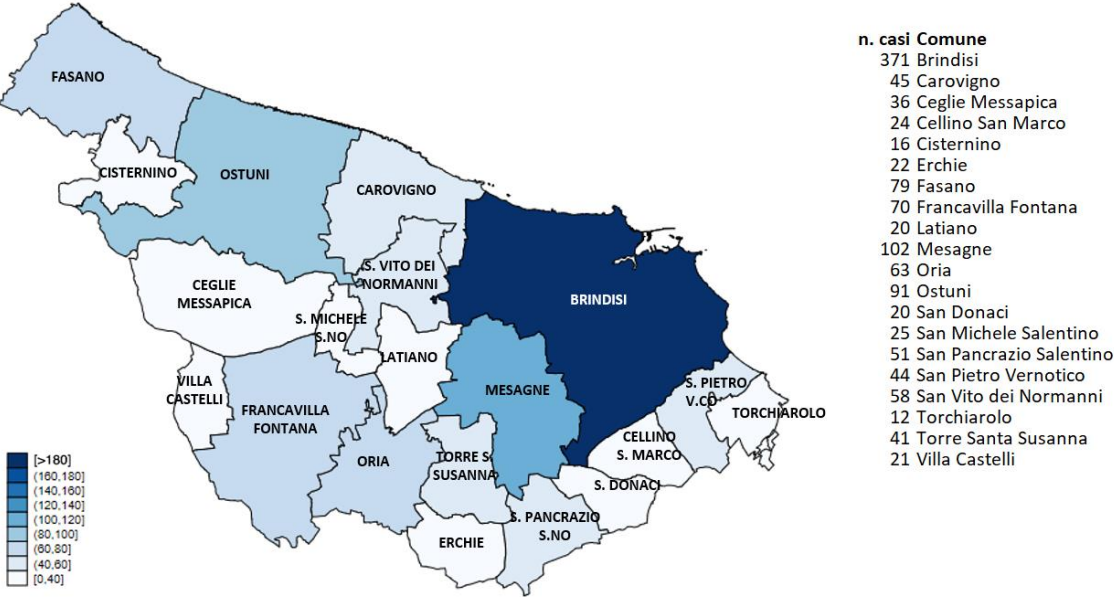 FASANO
CISTERNINO
OSTUNI
CAROVIGNO
S. VITO DEI
NORMANNI
CEGLIE
MESSAPICA
S. MICHELE
S.NO
BRINDISI
LATIANO
VILLA
CASTELLI
FRANCAVILLA
FONTANA
MESAGNE
S. PIETRO
V.CO
TORCHIAROLO
CELLINO
S. MARCO
ORIA
TORRE S.
SUSANNA
S. DONACI
S. PANCRAZIO
S.NO
ERCHIE
[>180]
(160,180]
(140,160]
(120,140]
(100,120]
(80,100]
(60,80]
(40,60]
[0,40]
n. casi Comune
371 Brindisi
45 Carovigno
36 Ceglie Messapica
24 Cellino San Marco
16 Cisternino
22 Erchie
79 Fasano
70 Francavilla Fontana
20 Latiano
102 Mesagne
63 Oria
91 Ostuni
20 San Donaci
25 San Michele Salentino
51 San Pancrazio Salentino
44 San Pietro Vernotico
58 San Vito dei Normanni
12 Torchiarolo
41 Torre Santa Susanna
21 Villa Castelli